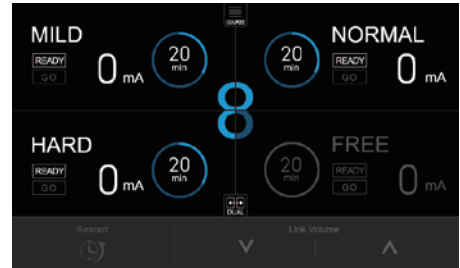 COURSE
MILD
READY
GO
0 mA
20
min
20
min
NORMAL
READY
GO
0 mA
8
HARD
READY
GO
0 mA
20
min
20
min
FREE
READY
GO
0 mA
DUAL
Restart
Link Volume